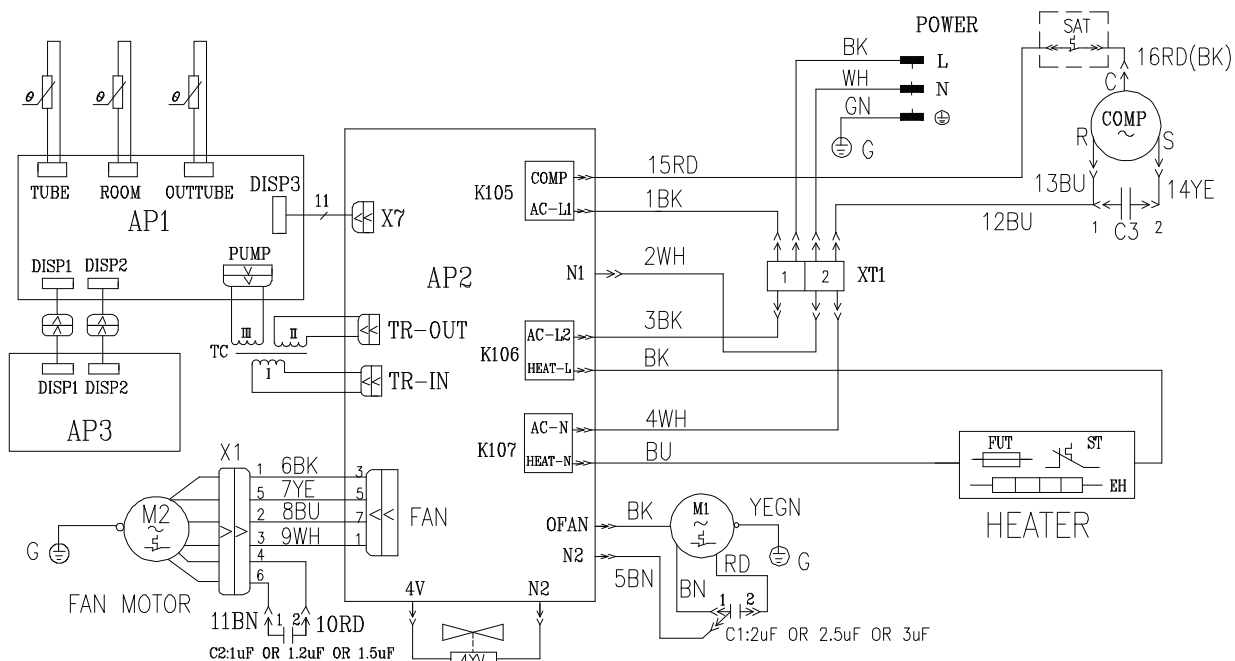 POWER
SAT
BK
L
16RD(BK)
WH
N
C
θ
θ
θ
GN
COMP
~
G
R
S
TUBE
ROOM
OUTTUBE
DISP3
11
X7
AP1
K105
COMP
15RD
AC-L1
1BK
13BU
14YE
12BU
1
C3
2
PUMP
DISP1
DISP2
AP2
N1
2WH
1
2
XT1
III
II
TC
TR-OUT
I
TR-IN
K106
AC-L2
3BK
HEAT-L
BK
DISP1
DISP2
AP3
K107
AC-N
4WH
HEAT-N
BU
FUT
ST
EH
HEATER
X1
1
6BK
3
5
7YE
5
2
8BU
7
3
9WH
1
4
6
FAN
M2
~
G
FAN MOTOR
11BN
1
2
10RD
C2:1uF OR 1.2uF OR 1.5uF
OFAN
BK
M1
~
YEGN
G
N2
5BN
BN
RD
1
2
C1:2uF OR 2.5uF OR 3uF
4V
N2
4YV